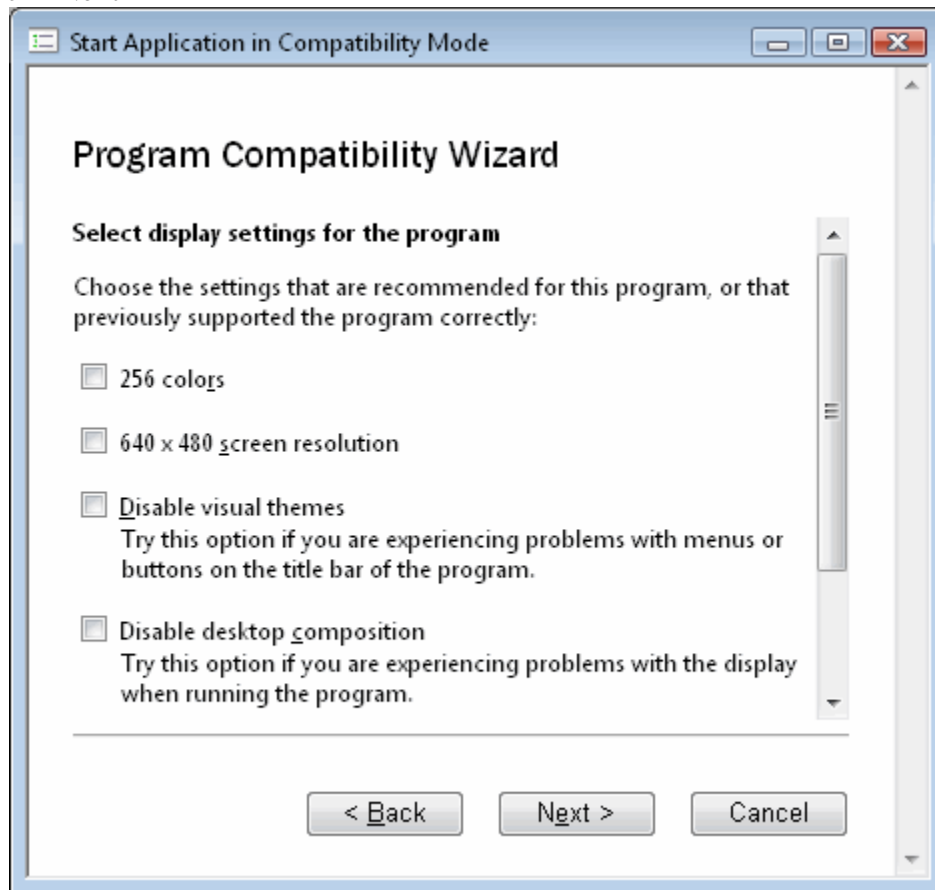 Start Application in Compatibility Mode
Program Compatibility Wizard
Select display settings for the program
Choose the settings that are recommended for this program, or that
previously supported the program correctly:
256 colors
640 x 480 screen resolution
Disable visual themes
Try this option if you are experiencing problems with menus or
buttons on the title bar of the program.
Disable desktop composition
Try this option if you are experiencing problems with the display
when running the program.
< Back Next > Cancel